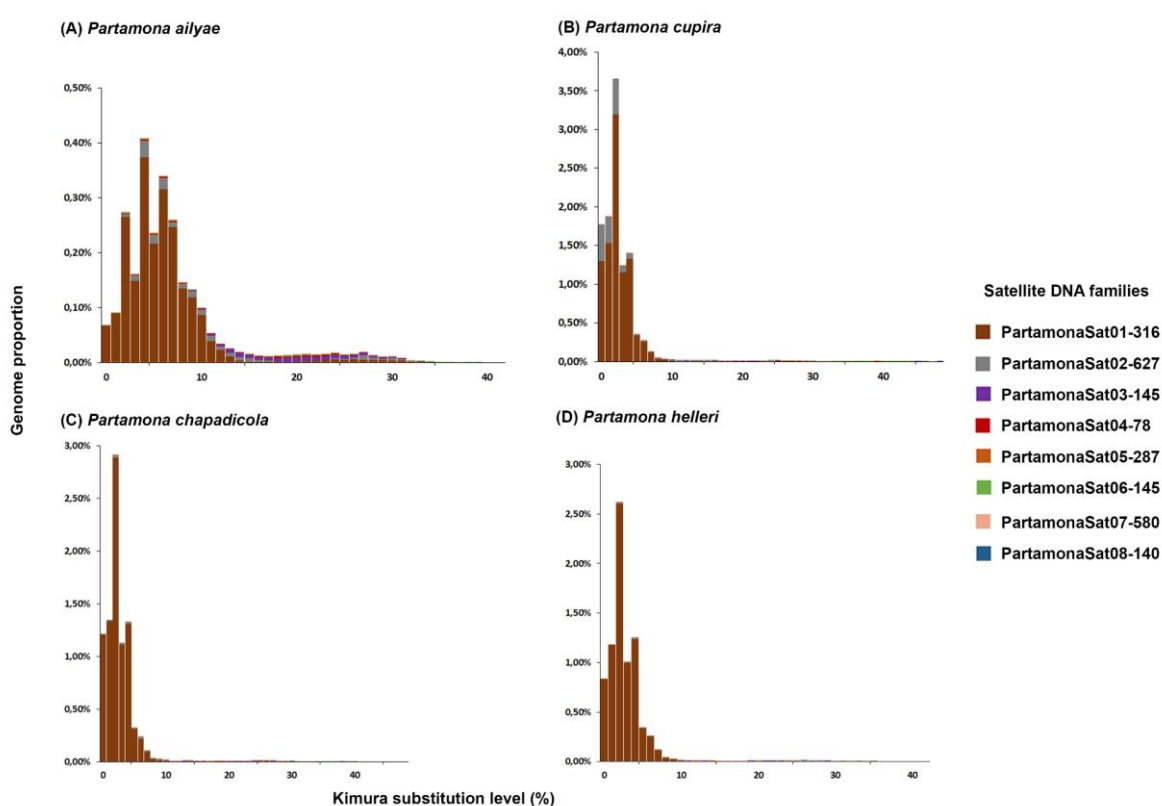 (A) Partamona ailyae
0,50%
0,40%
0,30%
0,20%
0,10%
0,00%
0 10 20 30 40
(B) Partamona cupira
4,00%
3,50%
3,00%
2,50%
2,00%
1,50%
1,00%
0,50%
0,00%
0 10 20 30 40
Genome proportion
(C) Partamona chapadicola
3,00%
2,50%
2,00%
1,50%
1,00%
0,50%
0,00%
0 10 20 30 40
(D) Partamona helleri
3,00%
2,50%
2,00%
1,50%
1,00%
0,50%
0,00%
0 10 20 30 40
Kimura substitution level (%)
Satellite DNA families
PartamonaSat01-316
PartamonaSat02-627
PartamonaSat03-145
PartamonaSat04-78
PartamonaSat05-287
PartamonaSat06-145
PartamonaSat07-580
PartamonaSat08-140